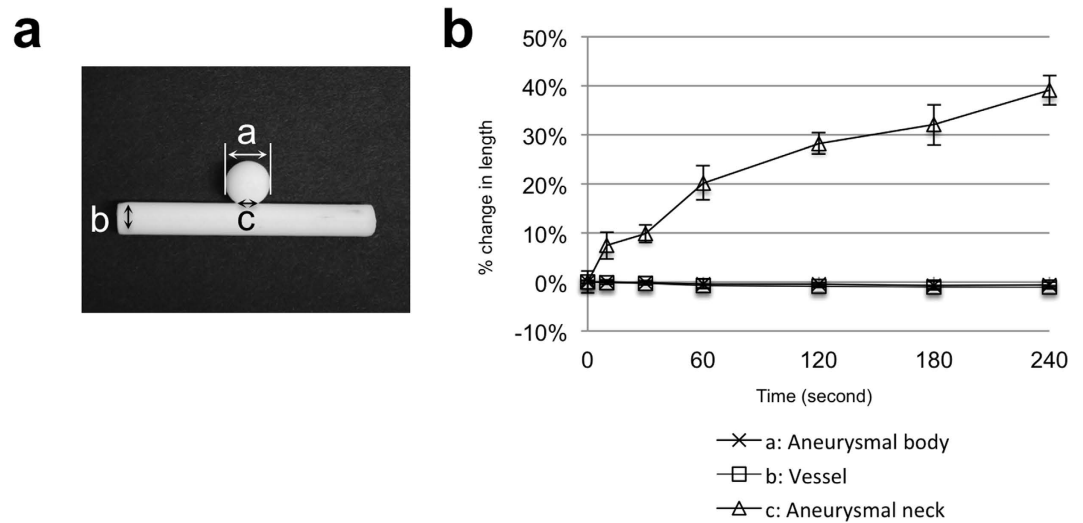 a
b
a
b
c
50%
40%
30%
20%
10%
0%
-10%
% change in length
0 60 120 180 240
Time (second)
a: Aneurysmal body
b: Vessel
c: Aneurysmal neck